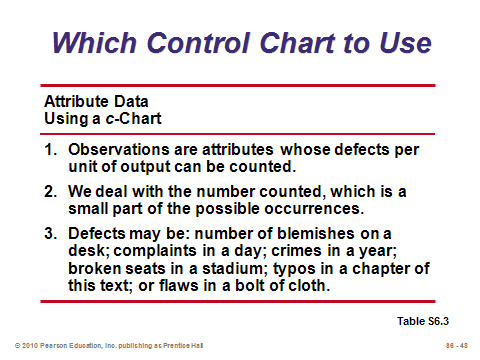 Which Control Chart to Use
Attribute Data
Using a c-Chart
1. Observations are attributes whose defects per
unit of output can be counted.
2. We deal with the number counted, which is a
small part of the possible occurrences.
3. Defects may be: number of blemishes on a
desk; complaints in a day; crimes in a year;
broken seats in a stadium; typos in a chapter of
this text; or flaws in a bolt of cloth.
Table S6.3
© 2010 Pearson Education, Inc. publishing as Prentice Hall
S6 - 48